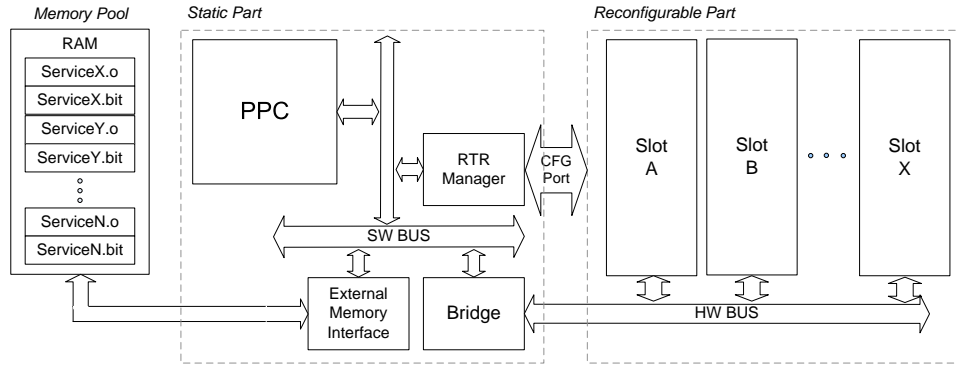 Memory Pool
Static Part
Reconfigurable Part
RAM
ServiceX.o
ServiceX.bit
ServiceY.o
ServiceY.bit
ServiceN.o
ServiceN.bit
PPC
RTR
Manager
CFG
Port
SW BUS
External
Memory
Interface
Bridge
Slot
A
Slot
B
Slot
X
HW BUS